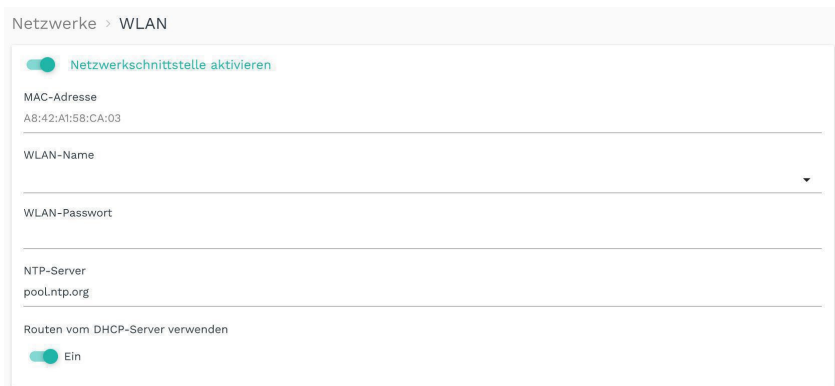 Netzwerke > WLAN
Netzwerkschnittstelle aktivieren
MAC-Adresse
A8:42:A1:58:CA:03
WLAN-Name
WLAN-Passwort
NTP-Server
pool.ntp.org
Routen vom DHCP-Server verwenden
Ein